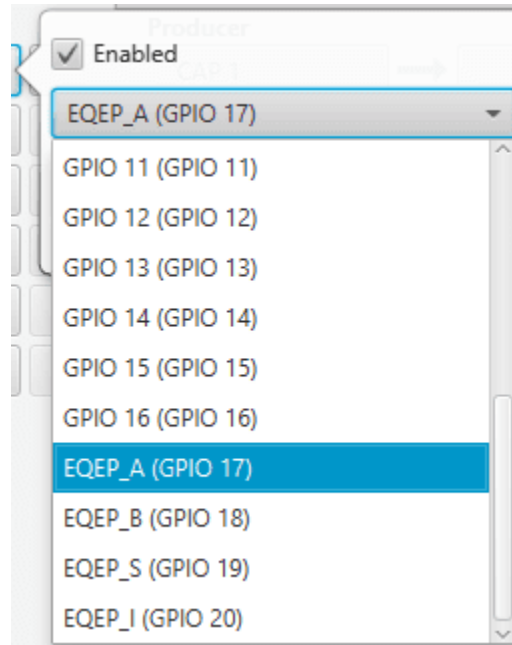 Producer
Enabled
CAP 1
EQEP_A (GPIO 17)
GPIO 11 (GPIO 11)
GPIO 12 (GPIO 12)
GPIO 13 (GPIO 13)
GPIO 14 (GPIO 14)
GPIO 15 (GPIO 15)
GPIO 16 (GPIO 16)
EQEP_A (GPIO 17)
EQEP_B (GPIO 18)
EQEP_S (GPIO 19)
EQEP_I (GPIO 20)